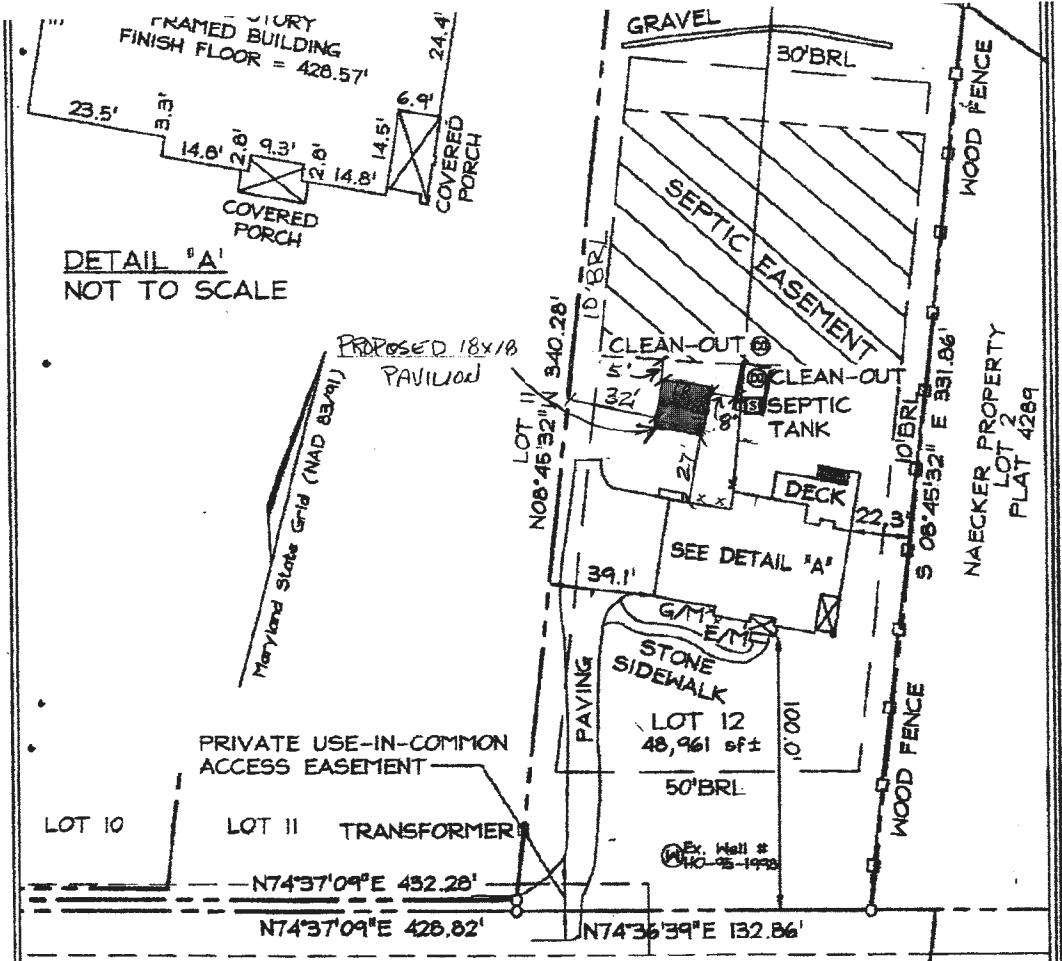 STORY
FRAMED BUILDING
FINISH FLOOR = 428.57'
24.4'
6.9'
23.5'
3.3'
14.8'
2.8'
9.3'
2.8'
14.8'
14.5'
COVERED
PORCH
COVERED
PORCH
DETAIL "A"
NOT TO SCALE
GRAVEL
30'BRL
WOOD FENCE
SEPTIC EASEMENT
10'BRL
PROPOSED 18x18
PAVILION
CLEAN-OUT
CLEAN-OUT
S SEPTIC
TANK
5'
32'
8'
27'
LOT 11
N08°45'32"W 340.28'
Maryland State Grid (NAD 83/91)
DECK
22.3'
10'BRL
S 08°45'32" E 331.86'
NAECKER PROPERTY
LOT 2
PLAT 4289
SEE DETAIL "A"
39.1'
G/M
E/M
STONE
SIDEWALK
PAVING
LOT 12
48,961 sf±
100.0'
50'BRL
WOOD FENCE
PRIVATE USE-IN-COMMON
ACCESS EASEMENT
LOT 10
LOT 11
TRANSFORMER
W Ex. Well #
HO-95-1998
N74°37'09"E 432.28'
N74°37'09"E 428.82'
N74°36'39"E 132.86'